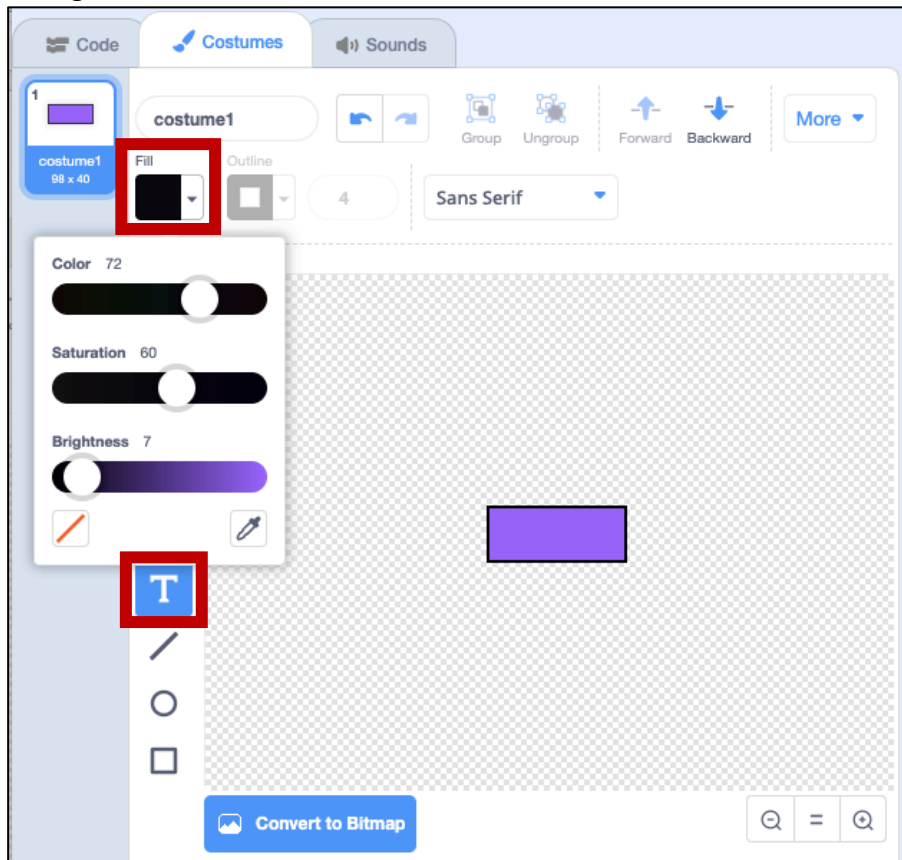 Code Costumes Sounds
1
costume1
Group Ungroup Forward Backward
More
costume1
98 x 40
Fill Outline
4
Sans Serif
Color 72
Saturation 60
Brightness 7
T
Convert to Bitmap
=